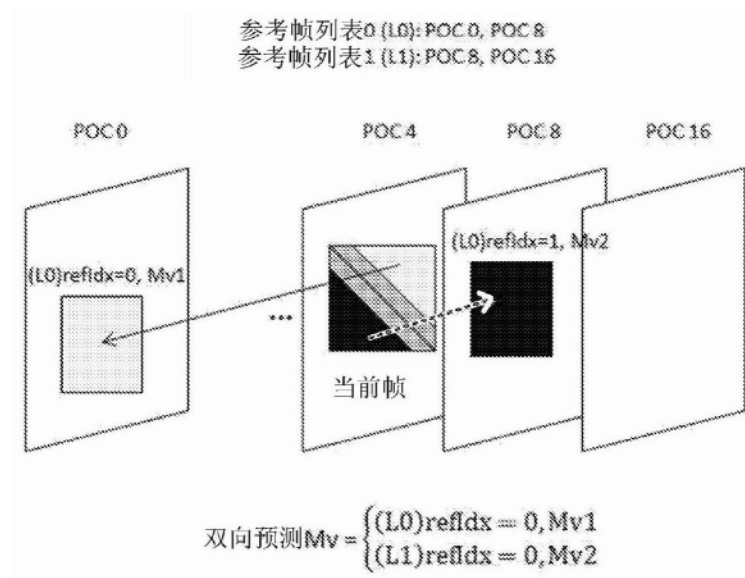 参考帧列表0 (L0): POC 0, POC 8
参考帧列表1 (L1): POC 8, POC 16
POC 0 POC 4 POC 8 POC 16
(L0)refIdx=1, Mv2
(L0)refIdx=0, Mv1
...
当前帧
双向预测Mv = {(L0)refIdx = 0, Mv1
(L1)refIdx = 0, Mv2